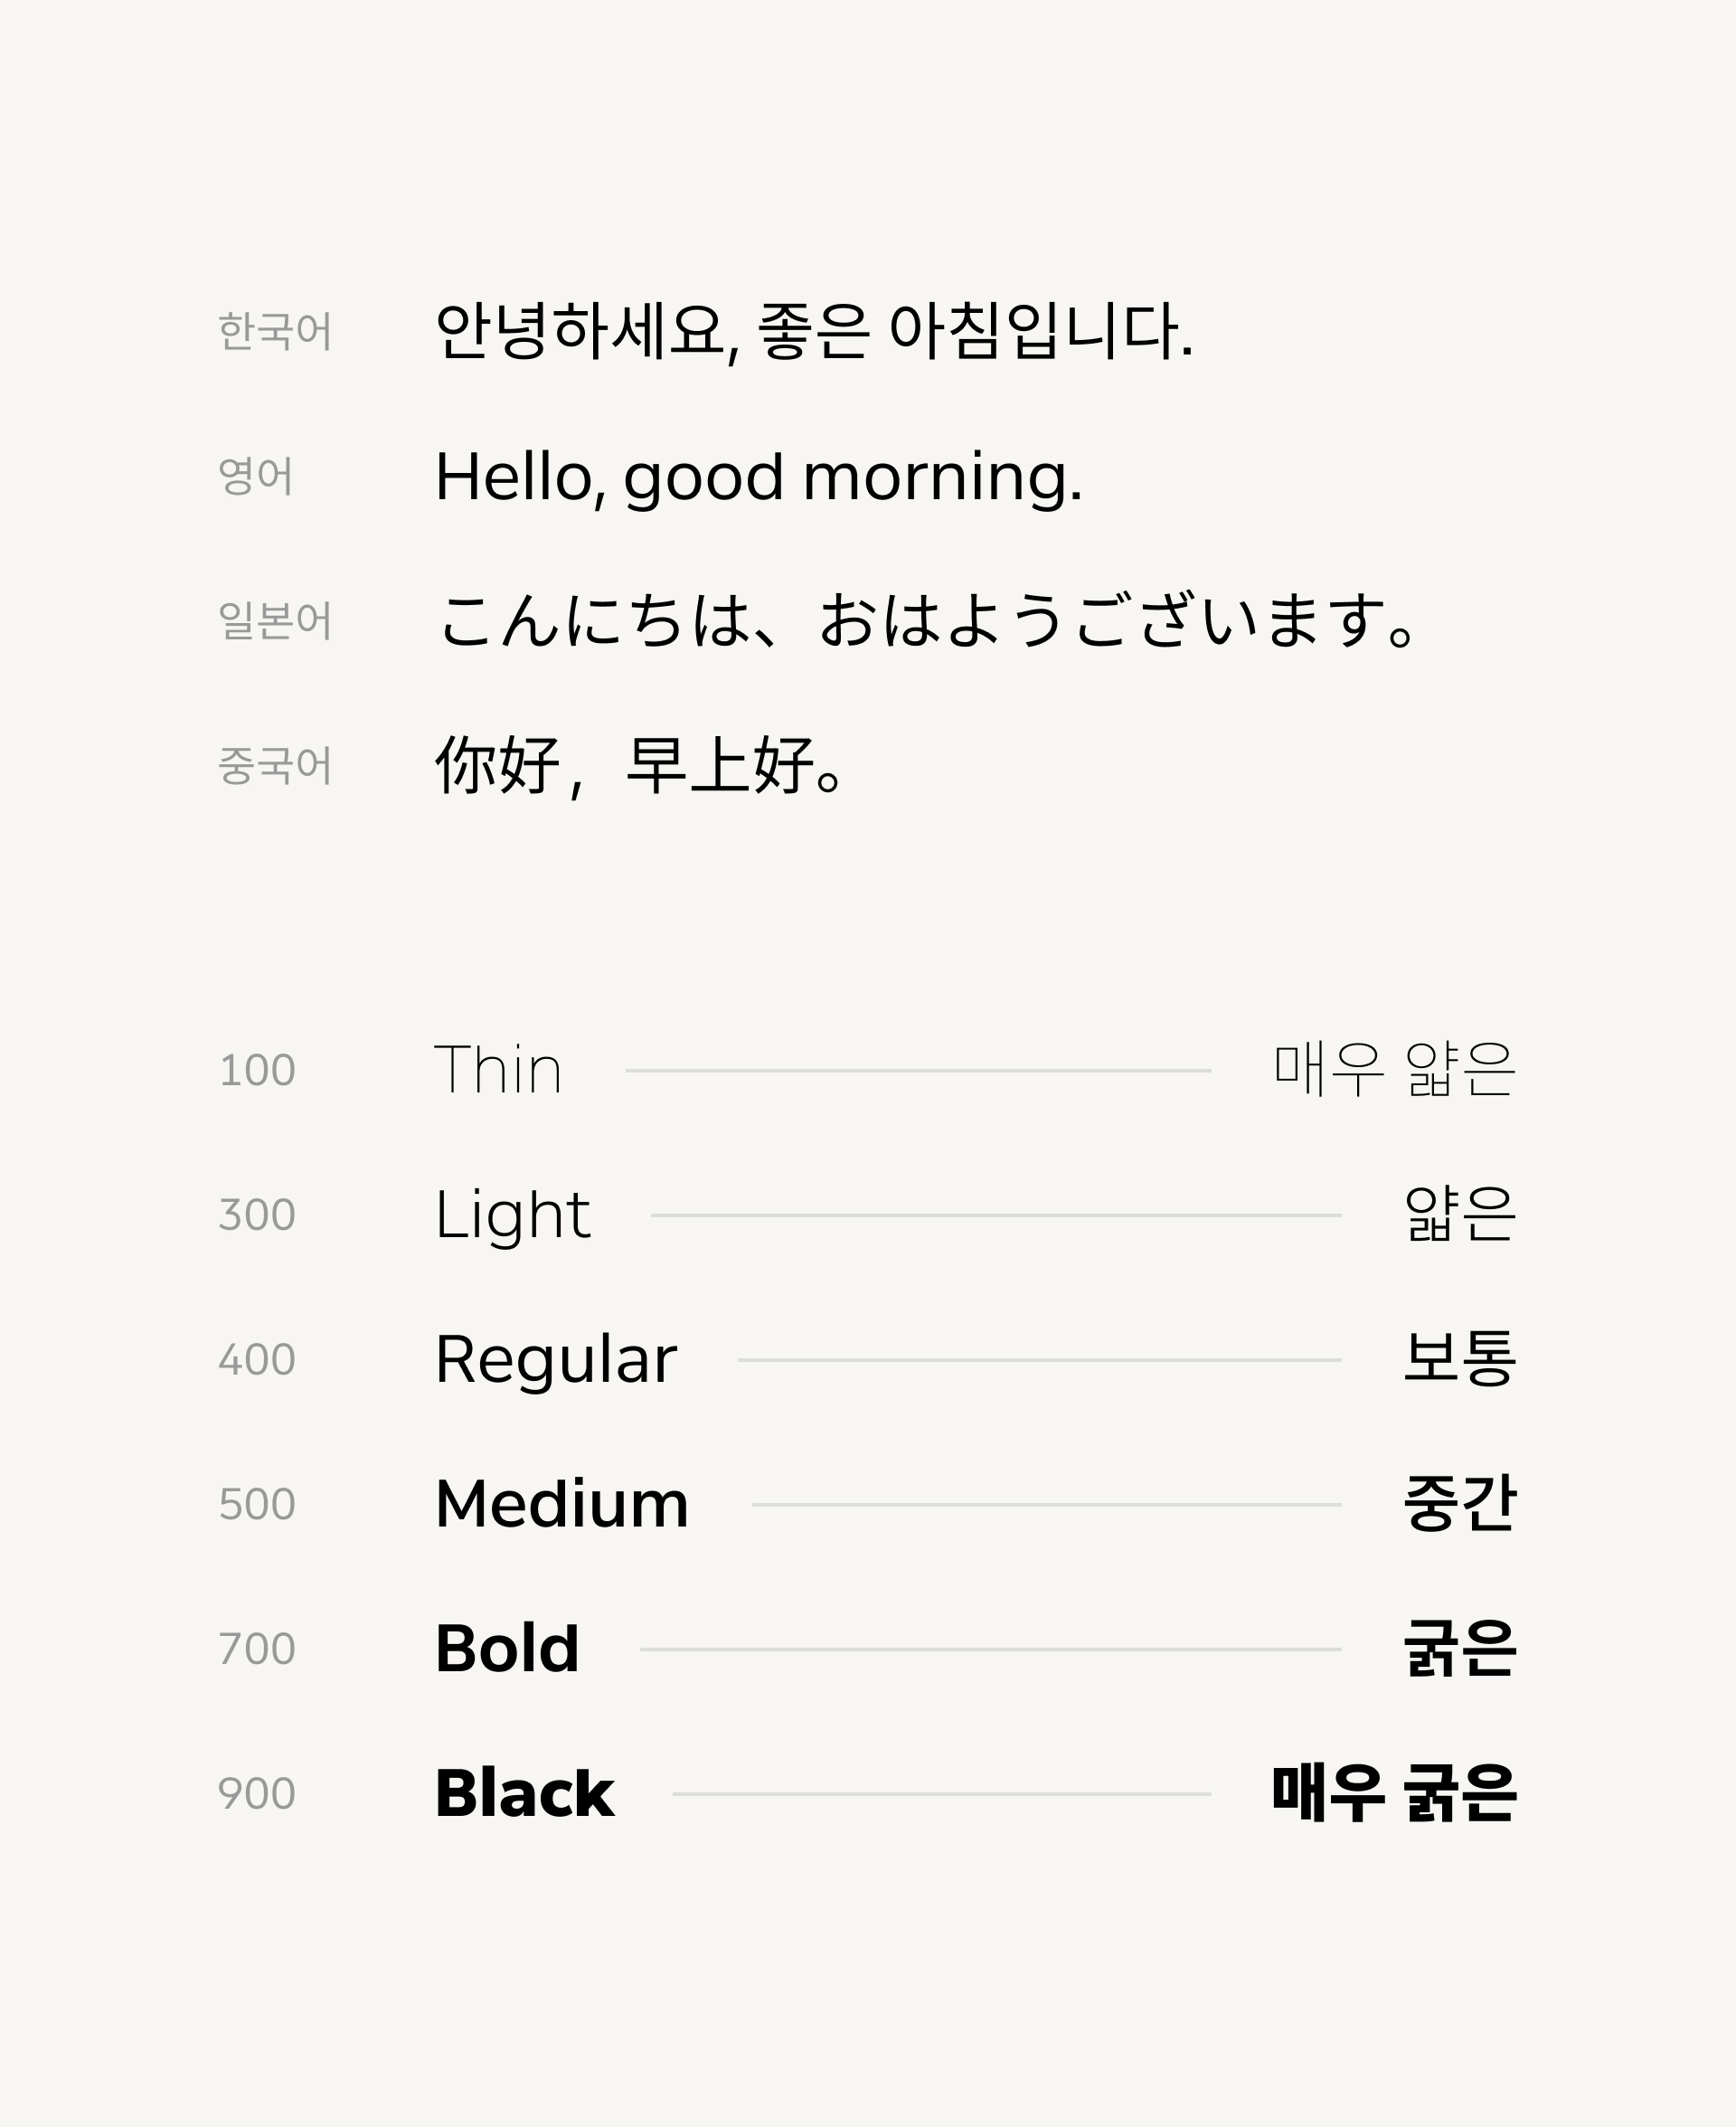 한국어 안녕하세요, 좋은 아침입니다.
영어 Hello, good morning.
일본어 こんにちは、おはようございます。
중국어 你好，早上好。
100 Thin 매우 얇은
300 Light 얇은
400 Regular 보통
500 Medium 중간
700 Bold 굵은
900 Black 매우 굵은